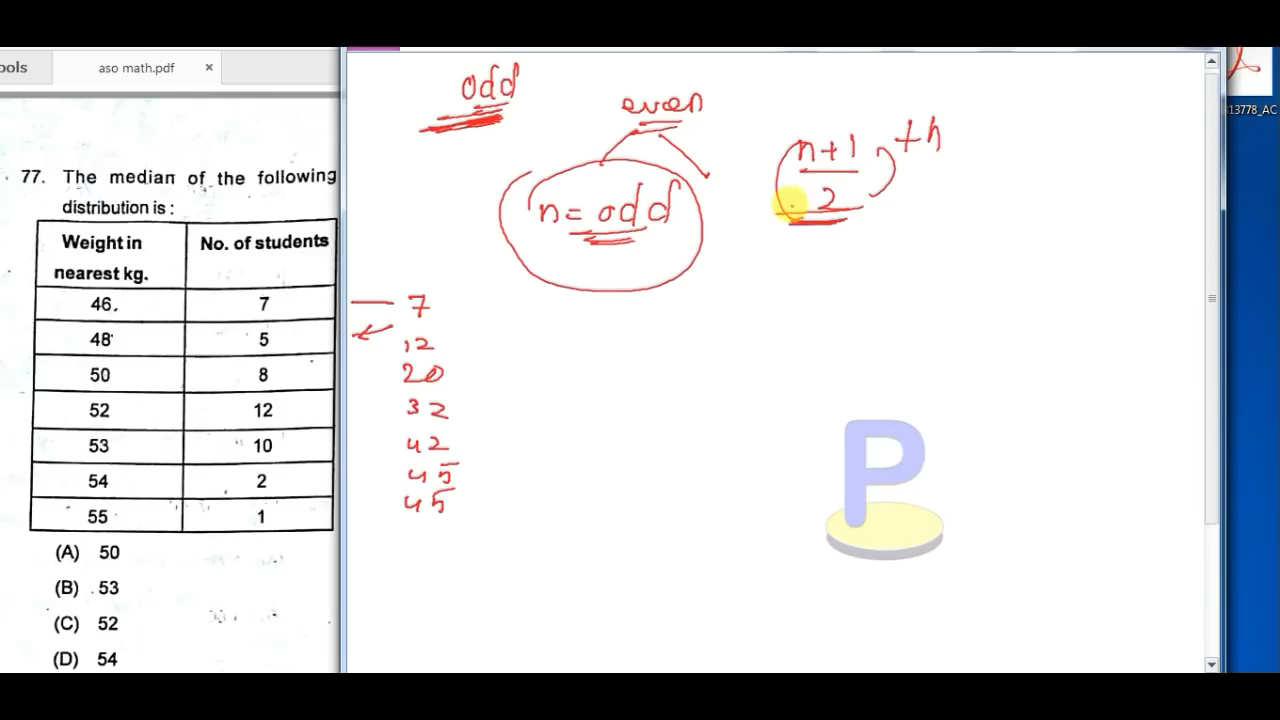 ools
aso math.pdf ×
13778_AC
77. The median of the following
distribution is :
Weight in nearest kg. No. of students
46. 7
48 5
50 8
52 12
53 10
54 2
55 1
(A) 50
(B) 53
(C) 52
(D) 54
odd
even
n = odd
(n+1
2)th
7
12
20
32
42
45
45
P